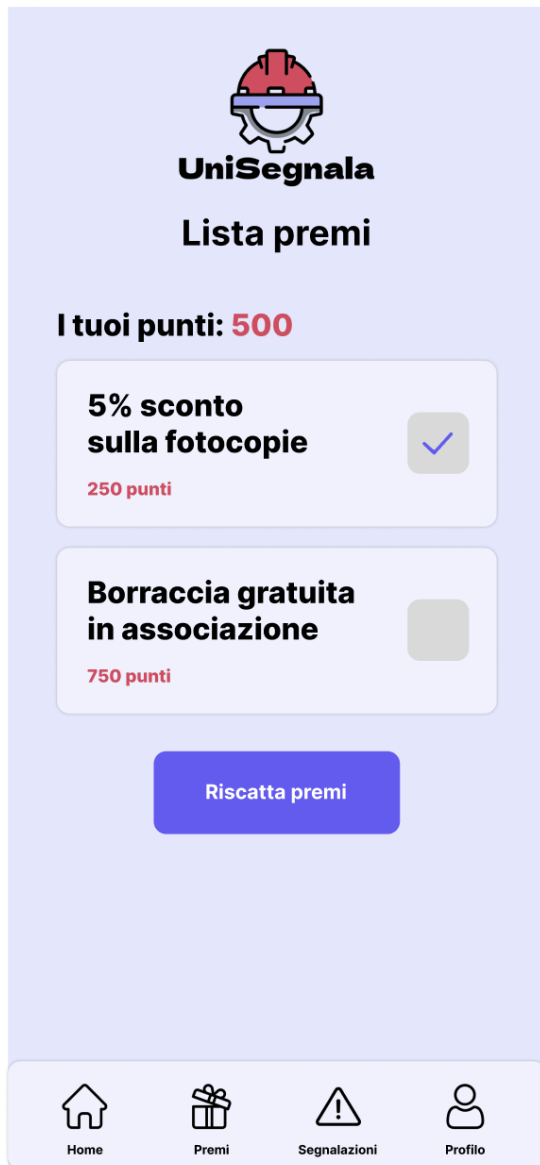 UniSegnala
Lista premi
I tuoi punti: 500
5% sconto
sulla fotocopie
250 punti
Borraccia gratuita
in associazione
750 punti
Riscatta premi
Home
Premi
Segnalazioni
Profilo